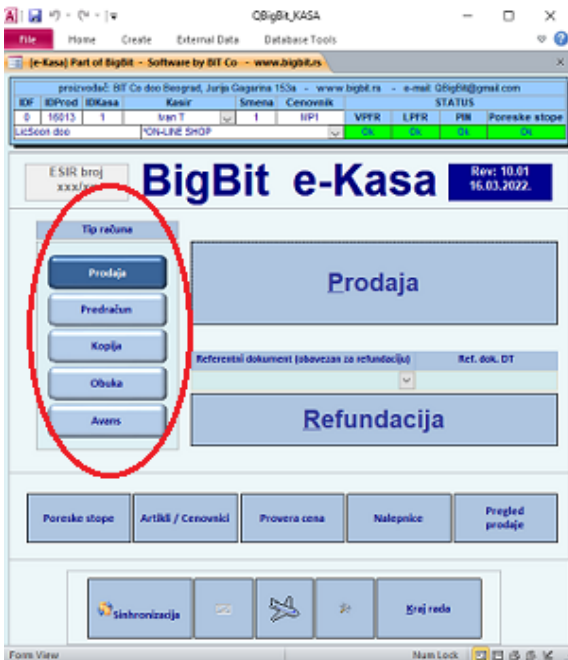 QBigBit_KASA
File Home Create External Data Database Tools
(e-Kasa) Part of BigBit - Software by BIT Co - www.bigbit.rs
proizvođač: BIT Co doo Beograd, Jurija Gagarina 153a - www.bigbit.rs - e-mail: QBigBit@gmail.com
IDF IDProd IDKasa Kasir Smena Cenovnik STATUS
0 16013 1 Ivan T 1 MP1 VPFR LPFR PIN Poreske stope
*ON-LINE SHOP Ok Ok Ok Ok
ESIR broj
BigBit e-Kasa
Rev: 10.01
16.03.2022.
Tip računa
Prodaja
Predračun
Kopija
Obuka
Avans
Prodaja
Referentni dokument (obavezan za refundaciju) Ref. dok. DT
Refundacija
Poreske stope Artikli / Cenovnici Provera cena Nalepnice Pregled prodaje
Sinhronizacija Kraj rada
Form View Num Lock